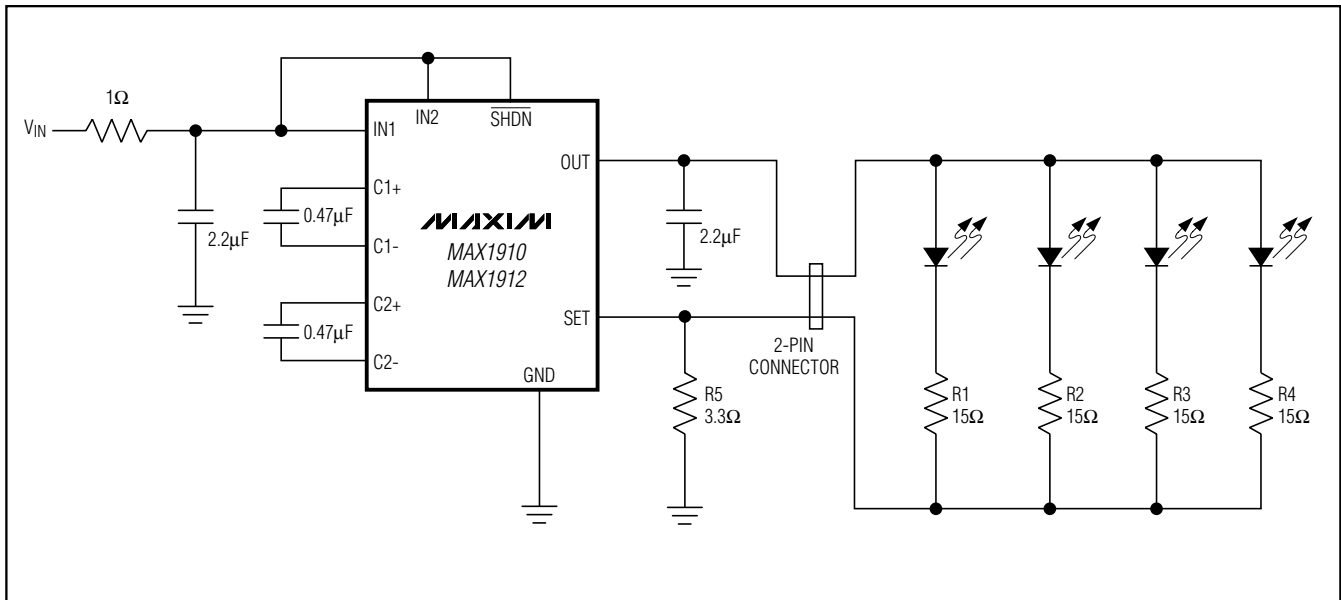 1Ω
VIN
2.2μF
IN1
IN2
SHDN
C1+
0.47μF
C1-
C2+
0.47μF
C2-
MAXIM
MAX1910
MAX1912
OUT
SET
GND
2.2μF
2-PIN
CONNECTOR
R5
3.3Ω
R1
15Ω
R2
15Ω
R3
15Ω
R4
15Ω